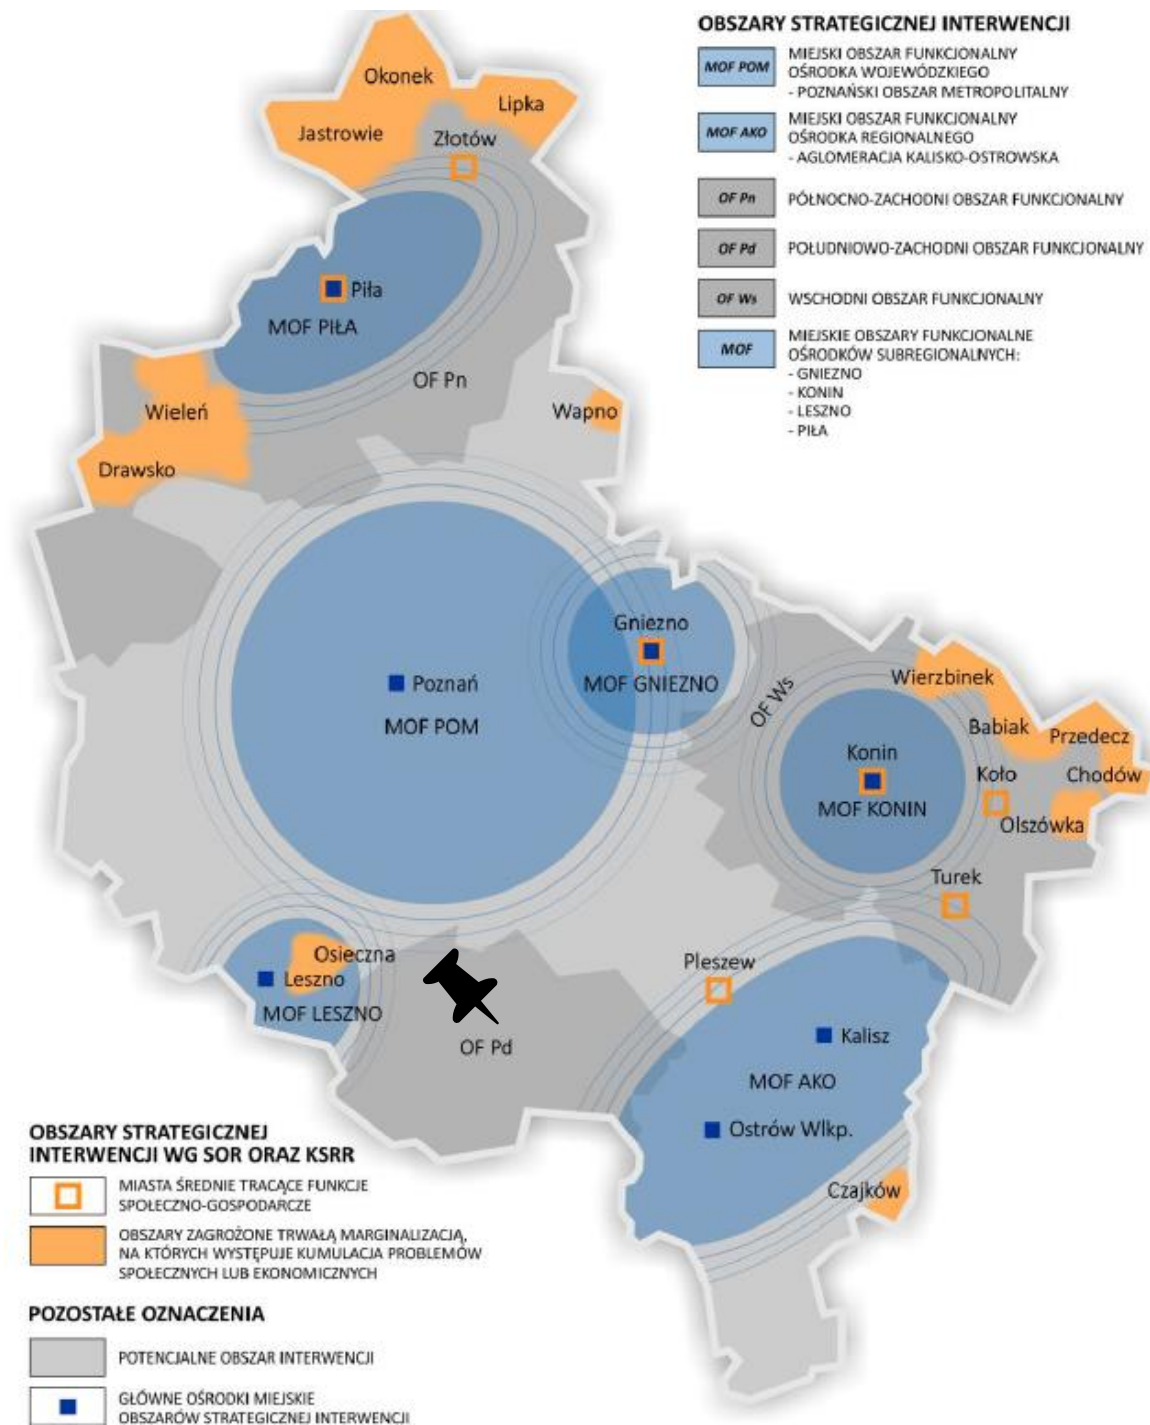 OBSZARY STRATEGICZNEJ INTERWENCJI
MOF POM
MIEJSKI OBSZAR FUNKCJONALNY
OŚRODKA WOJEWÓDZKIEGO
- POZNAŃSKI OBSZAR METROPOLITALNY
MOF AKO
MIEJSKI OBSZAR FUNKCJONALNY
OŚRODKA REGIONALNEGO
- AGLOMERACJA KALISKO-OSTROWSKA
OF Pn
PÓŁNOCNO-ZACHODNI OBSZAR FUNKCJONALNY
OF Pd
POŁUDNIOWO-ZACHODNI OBSZAR FUNKCJONALNY
OF Ws
WSCHODNI OBSZAR FUNKCJONALNY
MOF
MIEJSKIE OBSZARY FUNKCJONALNE
OŚRODKÓW SUBREGIONALNYCH:
- GNIEZNO
- KONIN
- LESZNO
- PIŁA
Okonek
Lipka
Jastrowie
Złotów
Piła
MOF PIŁA
OF Pn
Wieleń
Wapno
Drawsko
Gniezno
MOF GNIEZNO
Poznań
MOF POM
OF Ws
Wierzbinek
Babiak
Przedecz
Konin
Koło
Chodów
MOF KONIN
Olszówka
Turek
Osieczna
Leszno
MOF LESZNO
Pleszew
OF Pd
Kalisz
MOF AKO
Ostrów Wlkp.
Czajków
OBSZARY STRATEGICZNEJ
INTERWENCJI WG SOR ORAZ KSRR
MIASTA ŚREDNIE TRACĄCE FUNKCJE
SPOŁECZNO-GOSPODARCZE
OBSZARY ZAGROŻONE TRWAŁĄ MARGINALIZACJĄ,
NA KTÓRYCH WYSTĘPUJE KUMULACJA PROBLEMÓW
SPOŁECZNYCH LUB EKONOMICZNYCH
POZOSTAŁE OZNACZENIA
POTENCJALNE OBSZAR INTERWENCJI
GŁÓWNE OŚRODKI MIEJSKIE
OBSZARÓW STRATEGICZNEJ INTERWENCJI